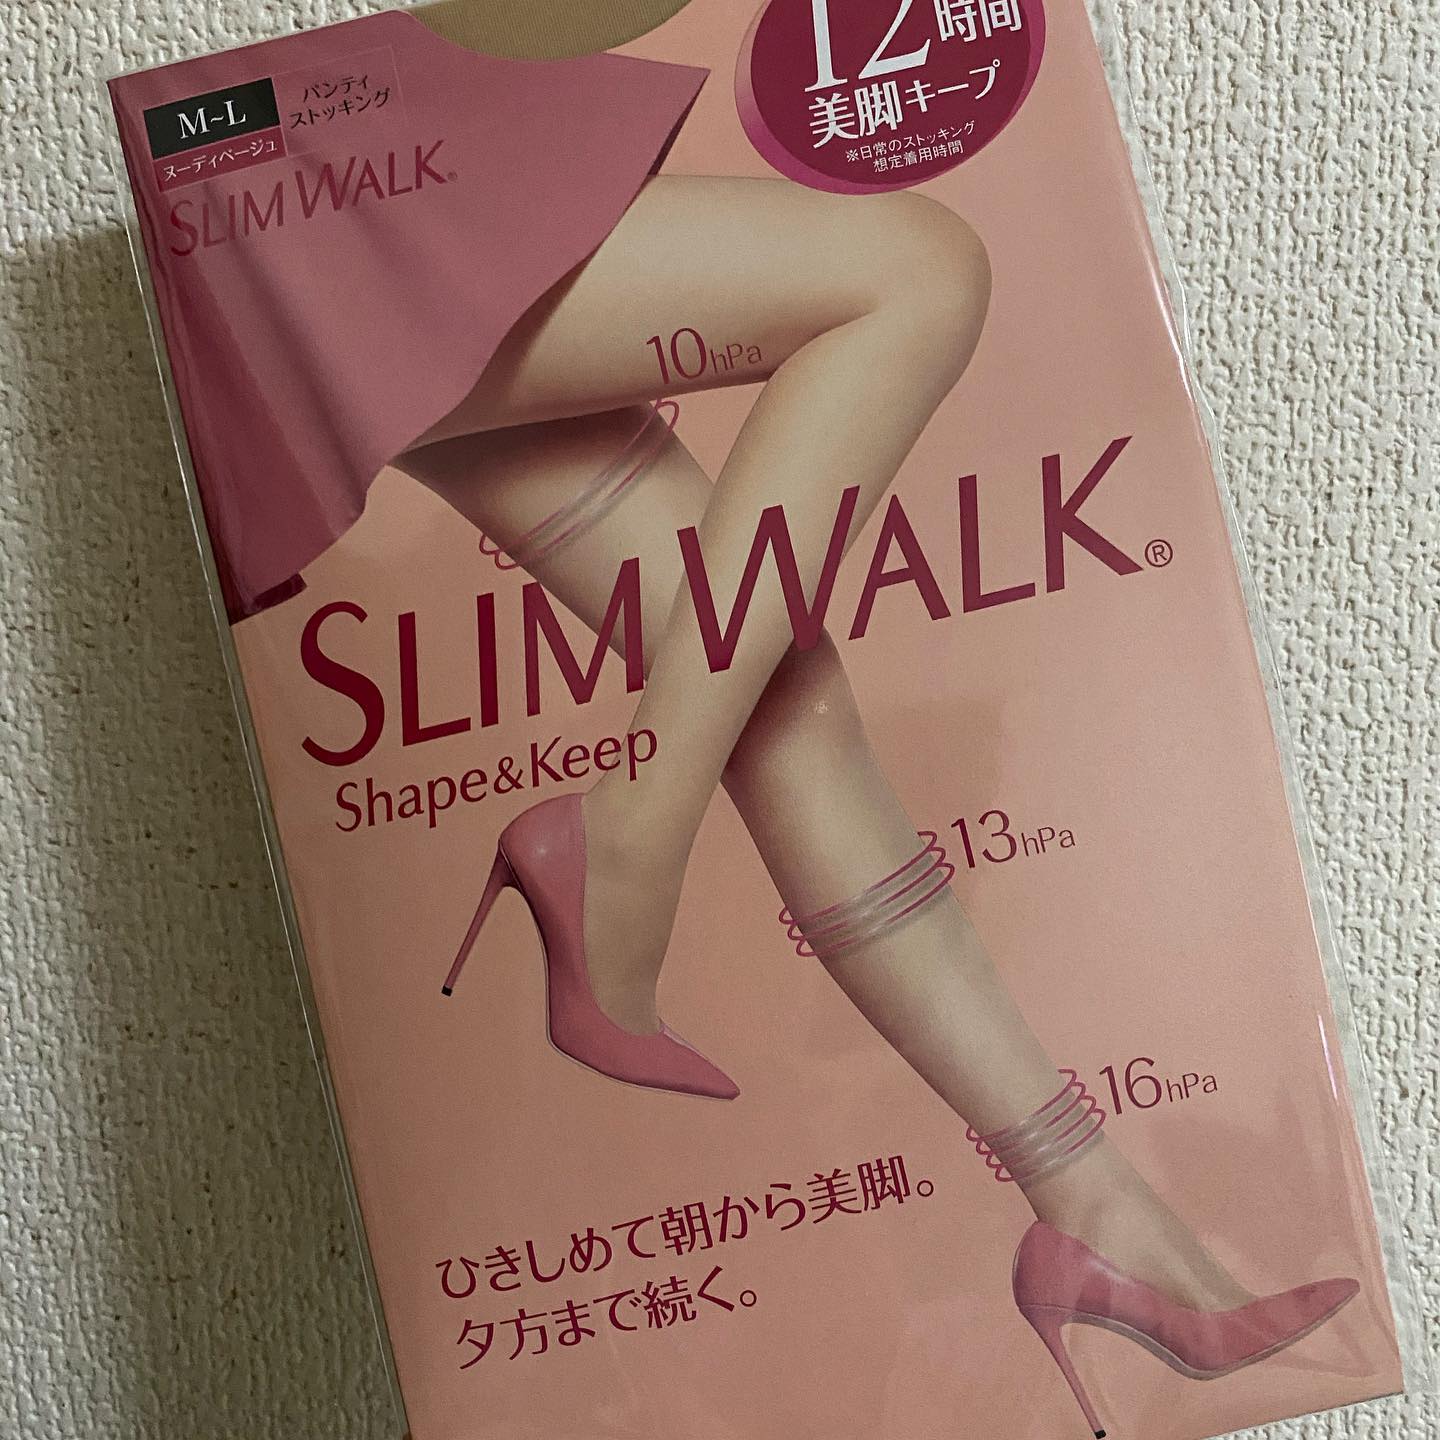 12時間
美脚キープ
※日常のストッキング
想定着用時間
M~L
ヌーディベージュ
パンティ
ストッキング
SLIM WALK®
10hPa
SLIM WALK®
Shape&Keep
13hPa
16hPa
ひきしめて朝から美脚。
夕方まで続く。